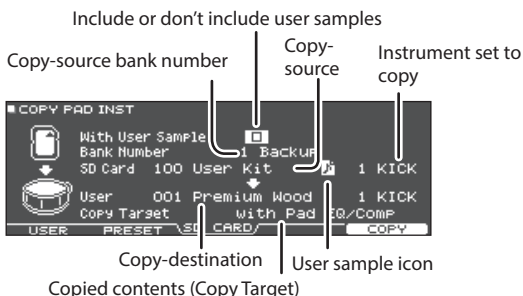 Include or don't include user samples
Copy-source bank number
Copy-
source
Instrument set to
copy
COPY PAD INST
With User Sample
Bank Number 1 Backup
SD Card 100 User Kit 1 KICK
User 001 Premium Wood 1 KICK
Copy Target with Pad EQ/Comp
USER PRESET SD CARD COPY
Copy-destination
User sample icon
Copied contents (Copy Target)